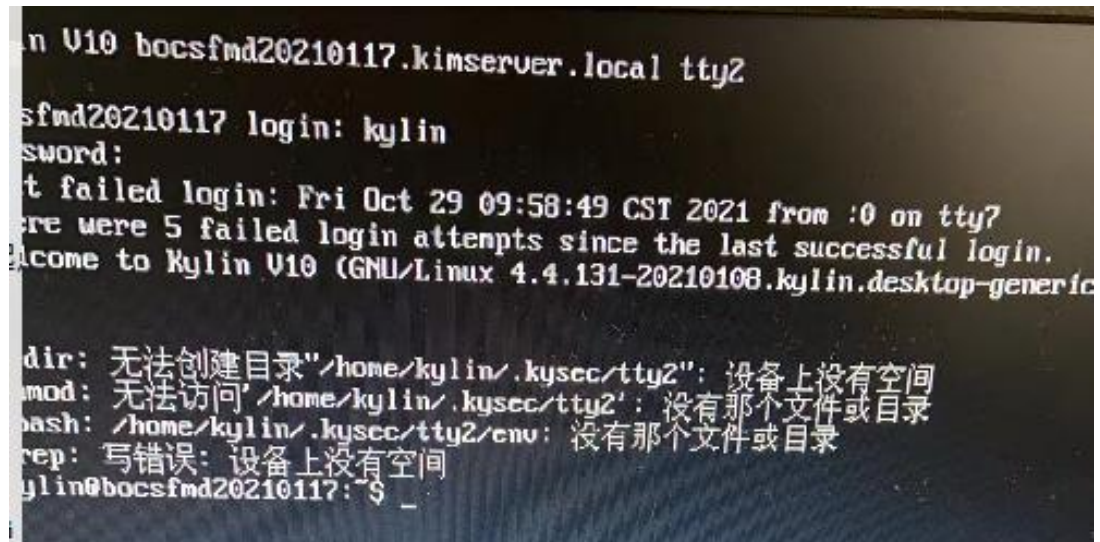 n V10 bocsfmd20210117.kimserver.local tty2
sfmd20210117 login: kylin
sword:
t failed login: Fri Oct 29 09:58:49 CST 2021 from :0 on tty7
re were 5 failed login attempts since the last successful login.
lcome to Kylin V10 (GNU/Linux 4.4.131-20210108.kylin.desktop-generic
dir: 无法创建目录"/home/kylin/.kysec/tty2": 设备上没有空间
mod: 无法访问'/home/kylin/.kysec/tty2': 没有那个文件或目录
bash: /home/kylin/.kysec/tty2/env: 没有那个文件或目录
rep: 写错误: 设备上没有空间
ylin@bocsfmd20210117:~$ _